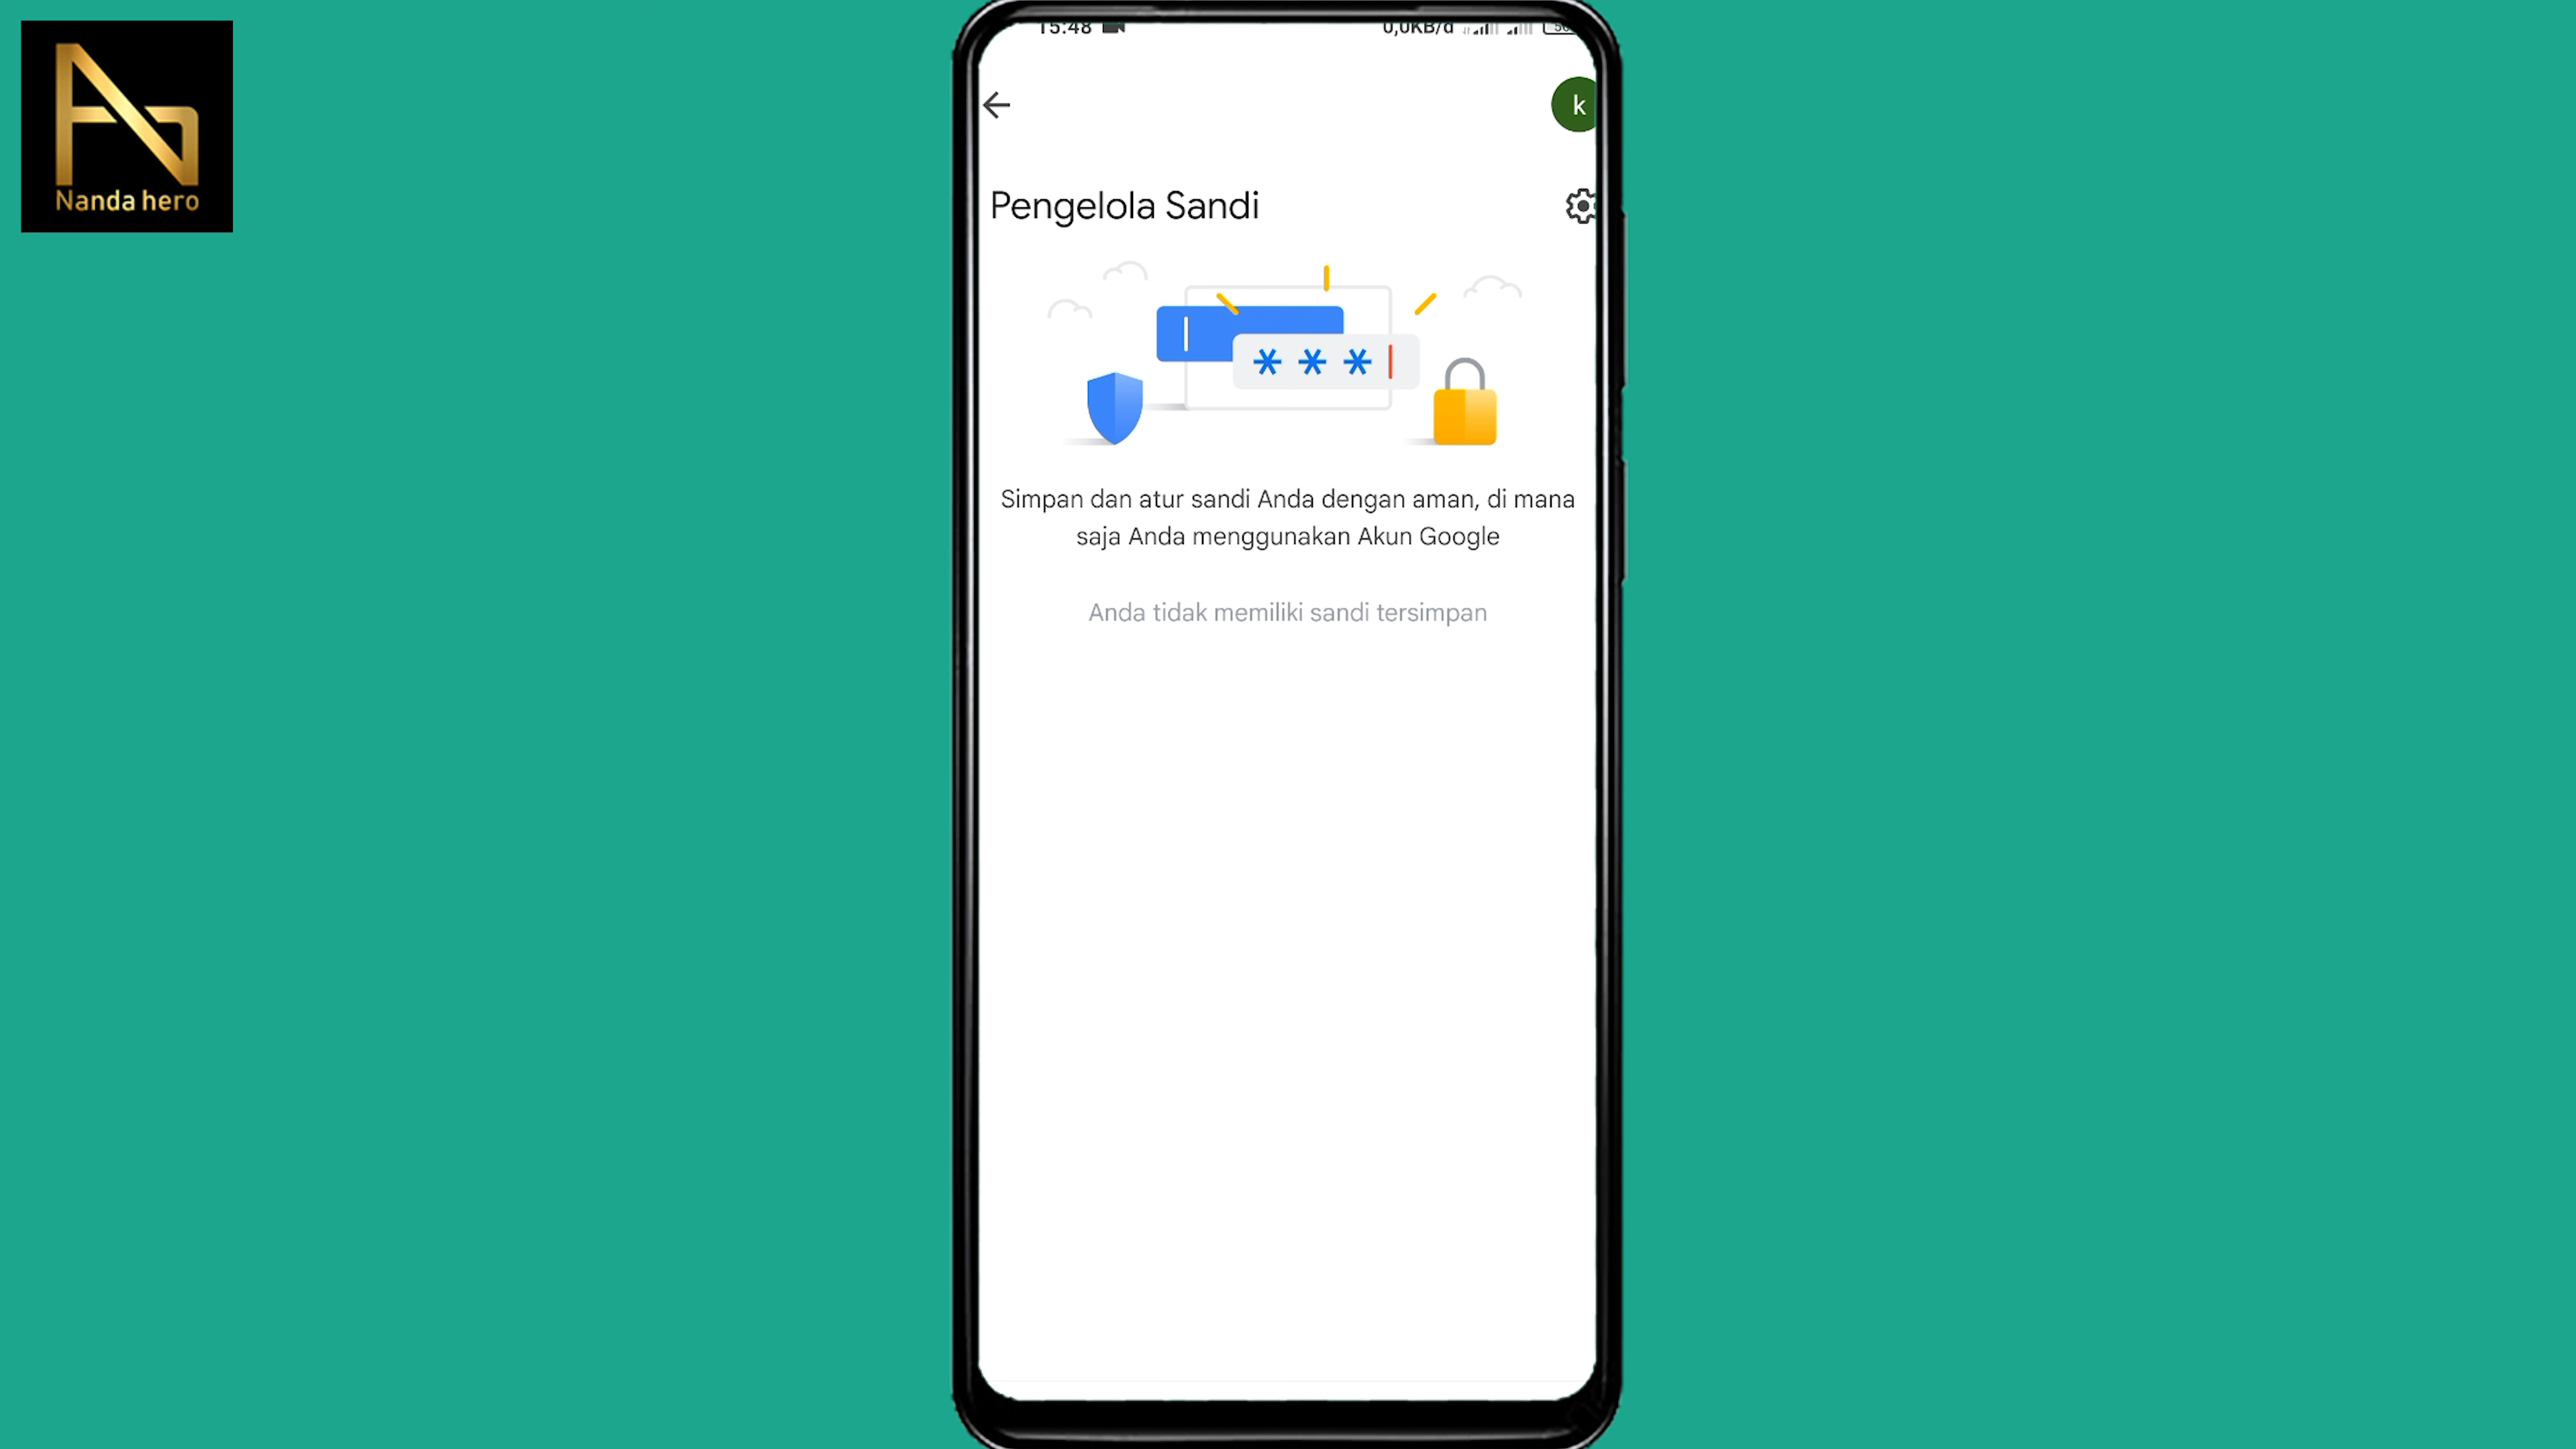 Nanda hero
15:48
0,0KB/d
k
Pengelola Sandi
***
Simpan dan atur sandi Anda dengan aman, di mana
saja Anda menggunakan Akun Google
Anda tidak memiliki sandi tersimpan